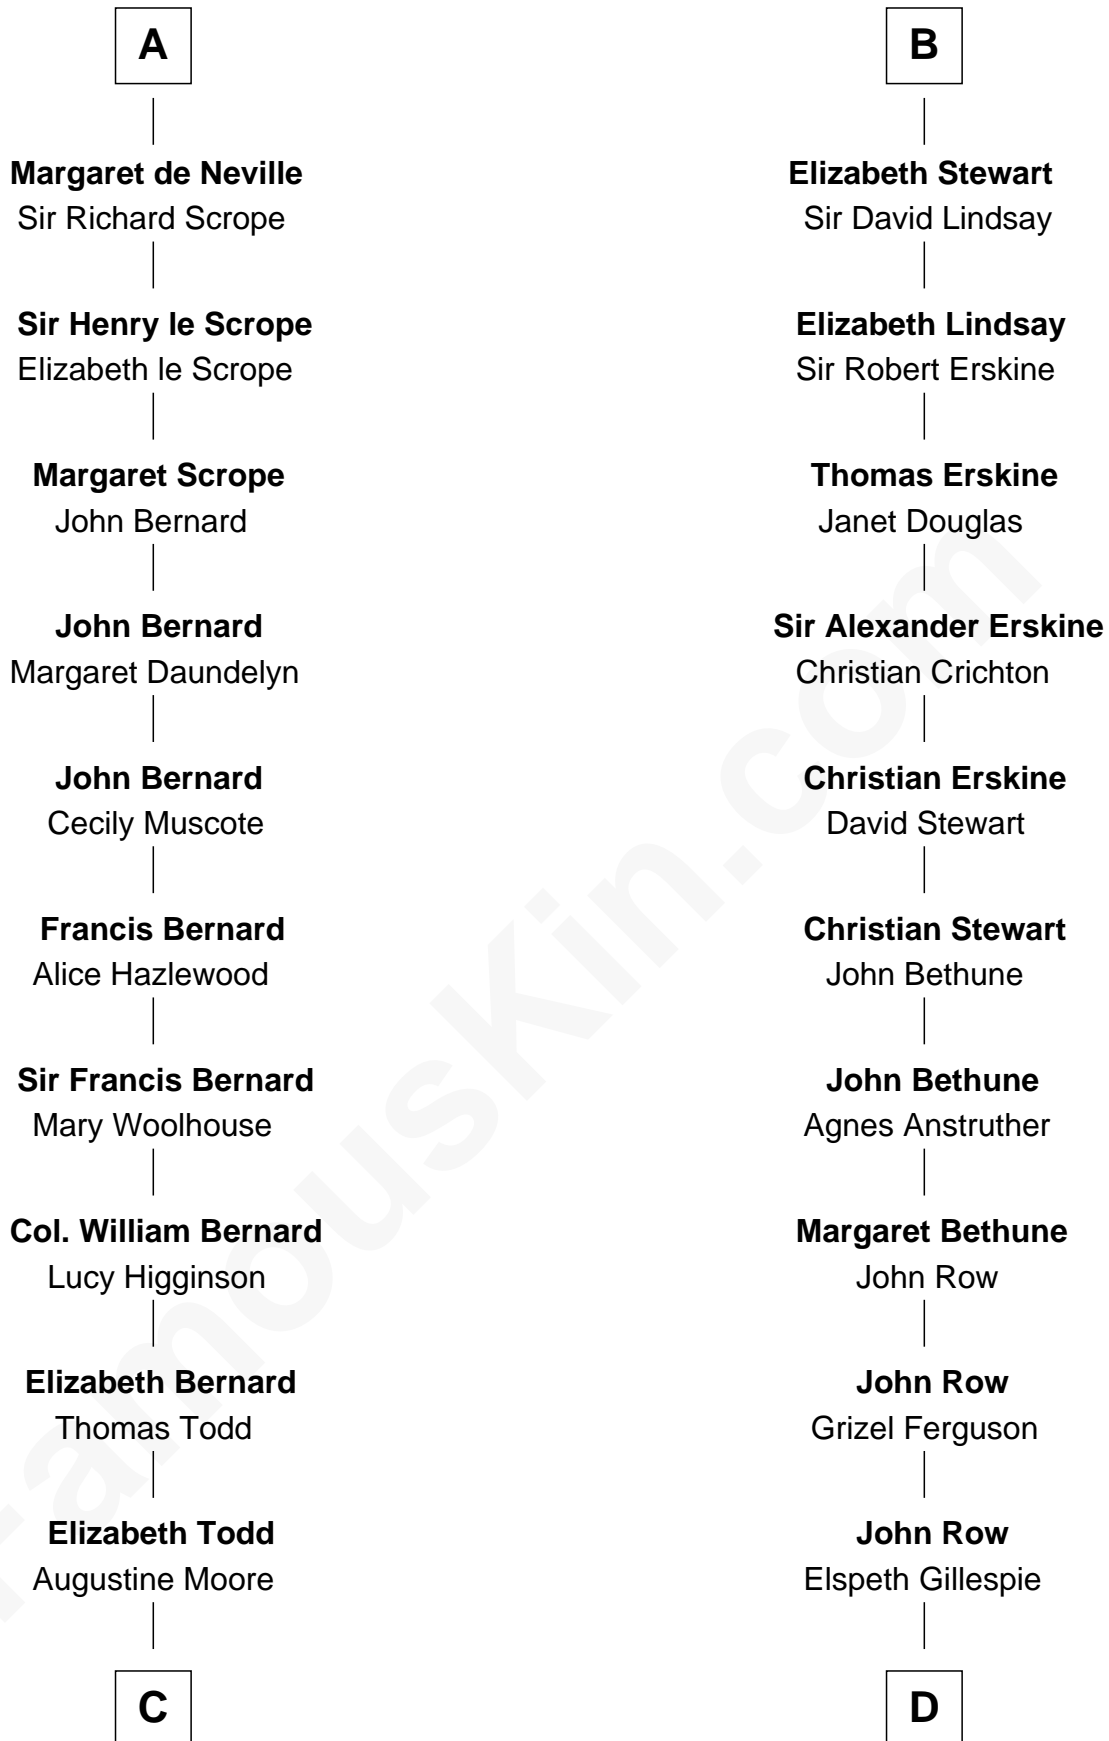 A
Margaret de Neville
Sir Richard Scrope
Sir Henry le Scrope
Elizabeth le Scrope
Margaret Scrope
John Bernard
John Bernard
Margaret Daundelyn
John Bernard
Cecily Muscote
Francis Bernard
Alice Hazlewood
Sir Francis Bernard
Mary Woolhouse
Col. William Bernard
Lucy Higginson
Elizabeth Bernard
Thomas Todd
Elizabeth Todd
Augustine Moore
C
B
Elizabeth Stewart
Sir David Lindsay
Elizabeth Lindsay
Sir Robert Erskine
Thomas Erskine
Janet Douglas
Sir Alexander Erskine
Christian Crichton
Christian Erskine
David Stewart
Christian Stewart
John Bethune
John Bethune
Agnes Anstruther
Margaret Bethune
John Row
John Row
Grizel Ferguson
John Row
Elspeth Gillespie
D
FamousKin.com